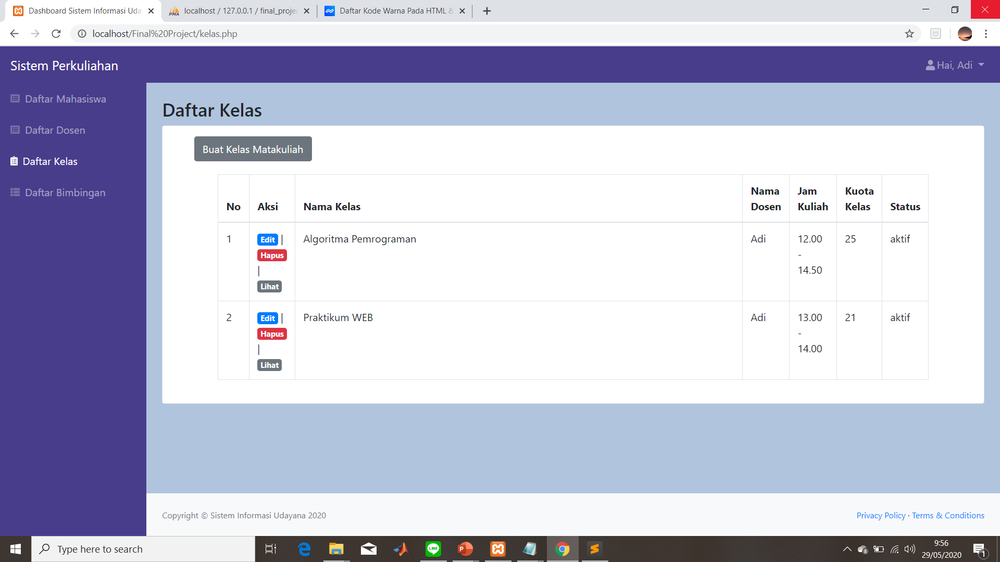 Dashboard Sistem Informasi Uda
localhost / 127.0.0.1 / final_projec
Daftar Kode Warna Pada HTML &
localhost/Final%20Project/kelas.php
Sistem Perkuliahan
Hai, Adi
Daftar Mahasiswa
Daftar Dosen
Daftar Kelas
Daftar Bimbingan
Daftar Kelas
Buat Kelas Matakuliah
No Aksi Nama Kelas Nama Dosen Jam Kuliah Kuota Kelas Status
1 Edit | Algoritma Pemrograman Adi 12.00 25 aktif
Hapus -
| 14.50
Lihat
2 Edit | Praktikum WEB Adi 13.00 21 aktif
Hapus -
| 14.00
Lihat
Copyright © Sistem Informasi Udayana 2020
Privacy Policy · Terms & Conditions
Type here to search
9:56
29/05/2020
1